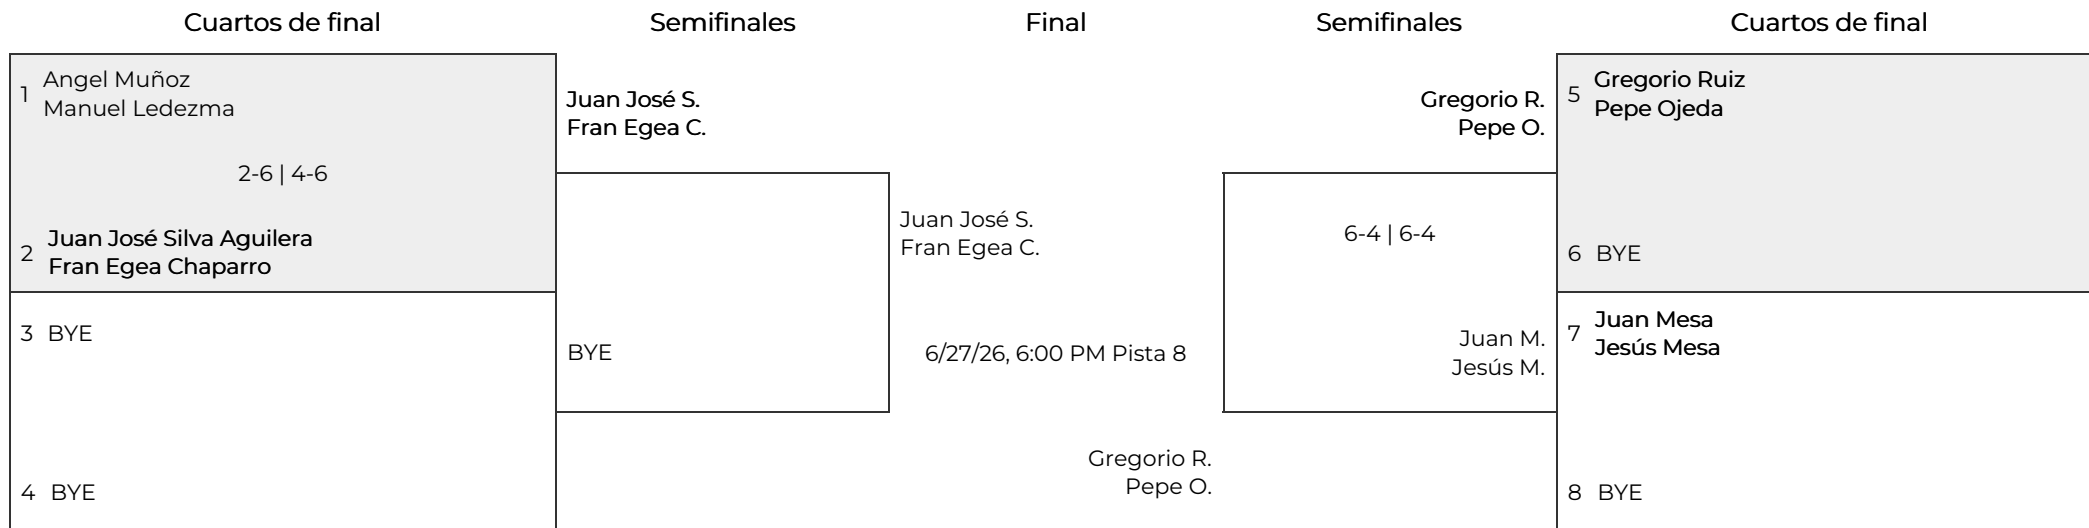 Cuartos de final
Semifinales
Final
Semifinales
Cuartos de final
1
Angel Muñoz
Manuel Ledezma
2-6 | 4-6
2
Juan José Silva Aguilera
Fran Egea Chaparro
3 BYE
4 BYE
Juan José S.
Fran Egea C.
BYE
Juan José S.
Fran Egea C.
6/27/26, 6:00 PM Pista 8
Gregorio R.
Pepe O.
Gregorio R.
Pepe O.
6-4 | 6-4
Juan M.
Jesús M.
5
Gregorio Ruiz
Pepe Ojeda
6 BYE
7
Juan Mesa
Jesús Mesa
8 BYE